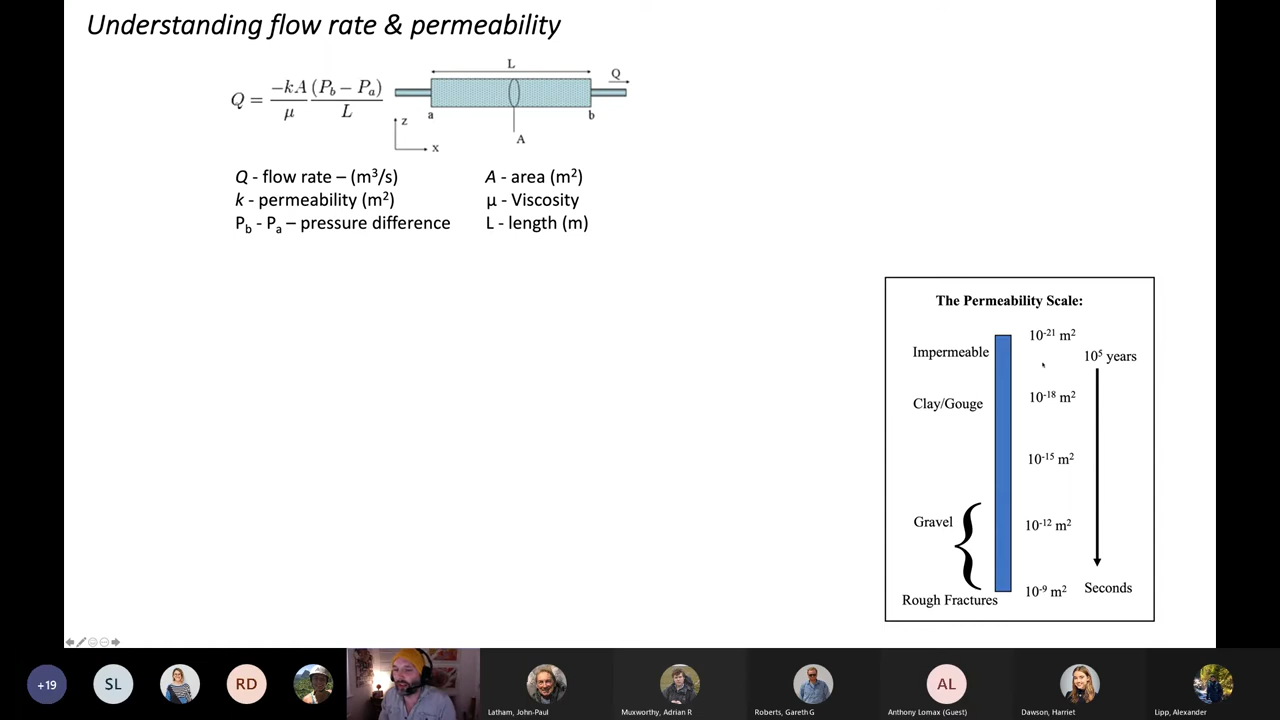 Understanding flow rate & permeability
Q = −kA/μ (P_b − P_a)/L
L
Q
a
b
A
z
x
Q - flow rate – (m³/s)
k - permeability (m²)
P_b - P_a – pressure difference
A - area (m²)
μ - Viscosity
L - length (m)
The Permeability Scale:
10⁻²¹ m²
Impermeable
10⁵ years
10⁻¹⁸ m²
Clay/Gouge
10⁻¹⁵ m²
Gravel
10⁻¹² m²
10⁻⁹ m²
Seconds
Rough Fractures
+19
SL
RD
AL
Latham, John-Paul
Muxworthy, Adrian R
Roberts, Gareth G
Anthony Lomax (Guest)
Dawson, Harriet
Lipp, Alexander